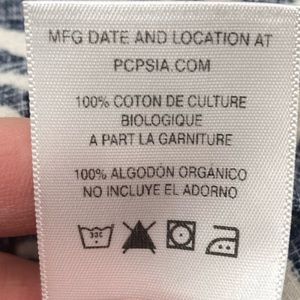 MFG DATE AND LOCATION AT
PCPSIA.COM
100% COTON DE CULTURE
BIOLOGIQUE
A PART LA GARNITURE
100% ALGODÓN ORGÁNICO
NO INCLUYE EL ADORNO